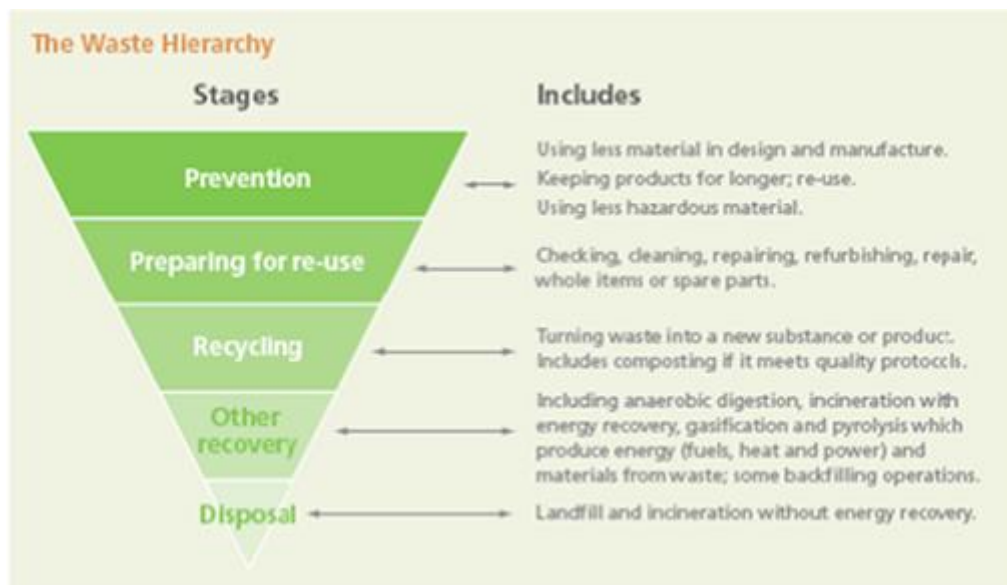 The Waste Hierarchy
Stages
Includes
Prevention
Using less material in design and manufacture.
Keeping products for longer; re-use.
Using less hazardous material.
Preparing for re-use
Checking, cleaning, repairing, refurbishing, repair,
whole items or spare parts.
Recycling
Turning waste into a new substance or product.
Includes composting if it meets quality protocols.
Other
recovery
Including anaerobic digestion, incineration with
energy recovery, gasification and pyrolysis which
produce energy (fuels, heat and power) and
materials from waste; some backfilling operations.
Disposal
Landfill and incineration without energy recovery.